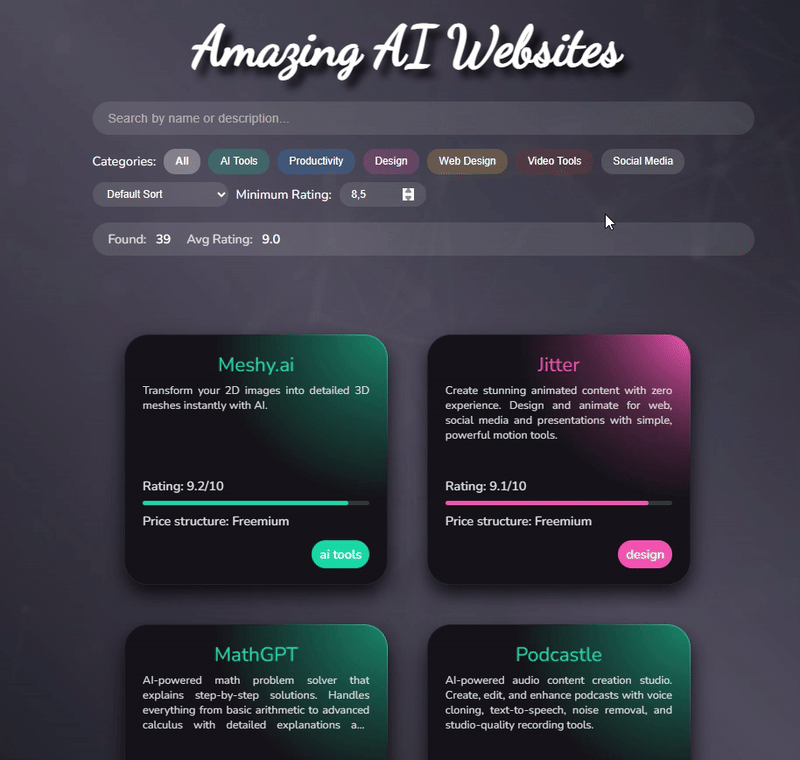 Amazing AI Websites
Search by name or description...
Categories: All AI Tools Productivity Design Web Design Video Tools Social Media
Default Sort Minimum Rating: 8,5
Found: 39 Avg Rating: 9.0
Meshy.ai
Transform your 2D images into detailed 3D
meshes instantly with AI.
Rating: 9.2/10
Price structure: Freemium
ai tools
Jitter
Create stunning animated content with zero
experience. Design and animate for web,
social media and presentations with simple,
powerful motion tools.
Rating: 9.1/10
Price structure: Freemium
design
MathGPT
AI-powered math problem solver that
explains step-by-step solutions. Handles
everything from basic arithmetic to advanced
calculus with detailed explanations a...
Podcastle
AI-powered audio content creation studio.
Create, edit, and enhance podcasts with voice
cloning, text-to-speech, noise removal, and
studio-quality recording tools.